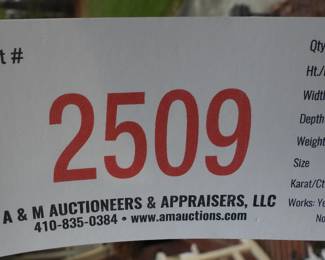 t #
2509
A & M AUCTIONEERS & APPRAISERS, LLC
410-835-0384 • www.amauctions.com
Qty
Ht./
Width
Depth
Weight
Size
Karat/Ct
Works: Ye
No